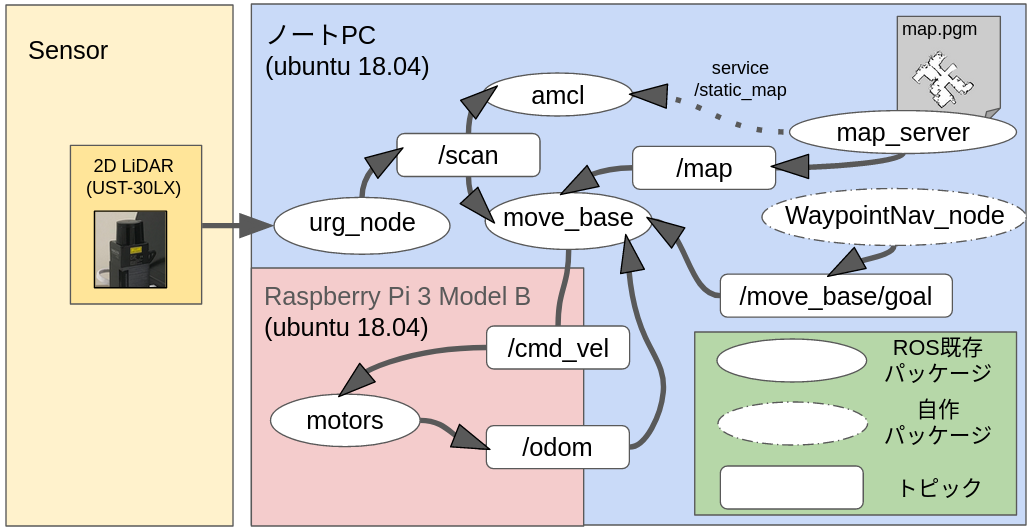 Sensor
2D LiDAR
(UST-30LX)
ノートPC
(ubuntu 18.04)
map.pgm
service
/static_map
amcl
map_server
/scan
/map
urg_node
move_base
WaypointNav_node
/move_base/goal
Raspberry Pi 3 Model B
(ubuntu 18.04)
/cmd_vel
motors
/odom
ROS既存
パッケージ
自作
パッケージ
トピック